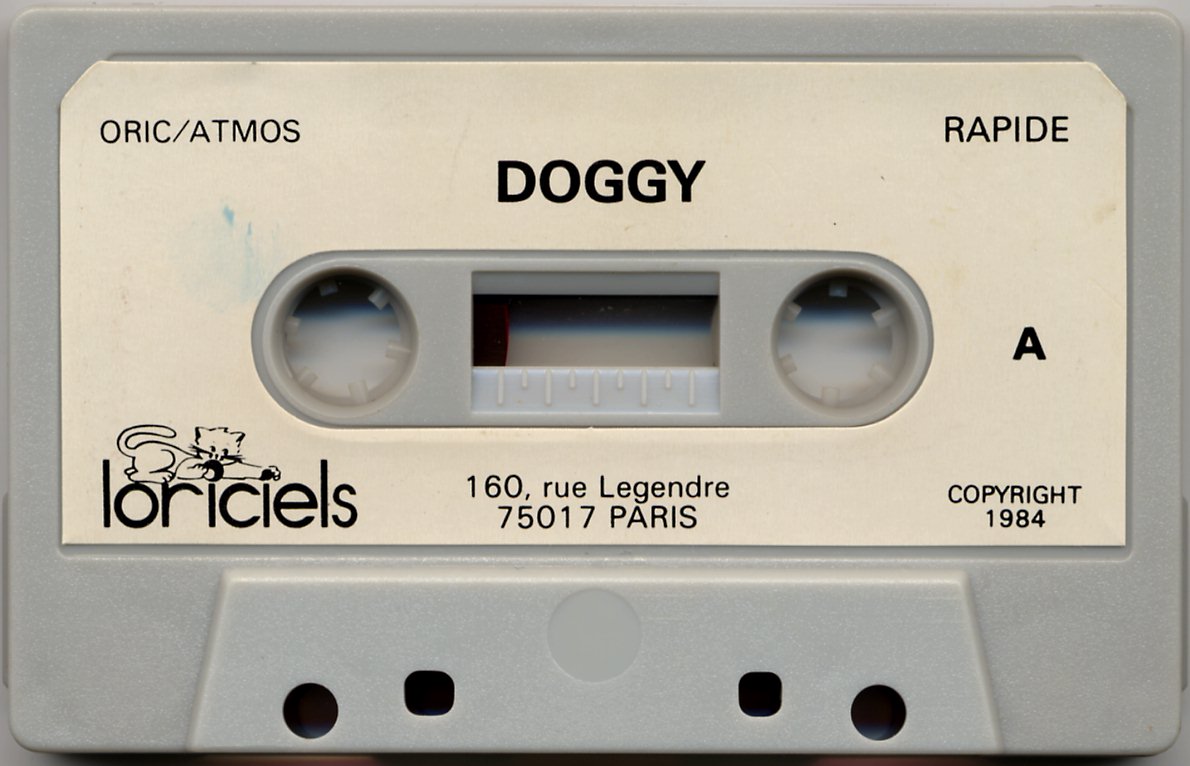 ORIC/ATMOS
RAPIDE
DOGGY
A
loriciels
160, rue Legendre
75017 PARIS
COPYRIGHT
1984